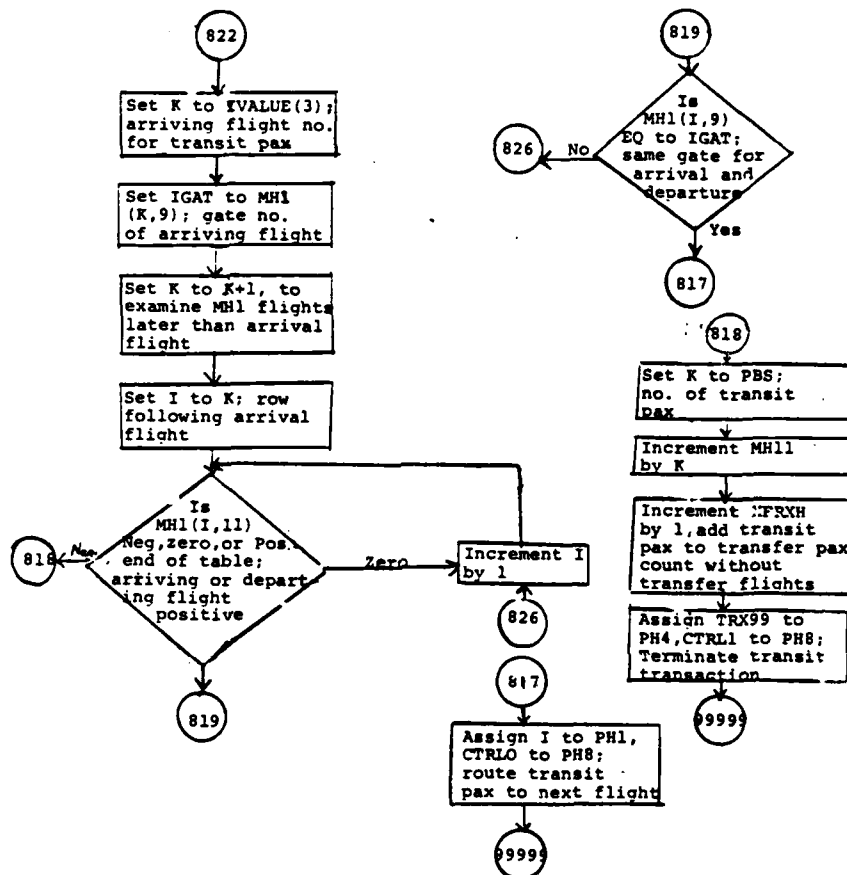 822
Set K to IVALUE(3);
arriving flight no.
for transit pax
Set IGAT to MH1
(K,9); gate no.
of arriving flight
Set K to K+1, to
examine MH1 flights
later than arrival
flight
Set I to K; row
following arrival
flight
Is
MH1(I,11)
Neg,zero,or Pos.
end of table;
arriving or depart
ing flight
positive
Neg.
818
Zero
Increment I
by 1
826
819
817
Assign I to PH1,
CTRLO to PH8;
route transit
pax to next flight
99999
819
Is
MH1(I,9)
EQ to IGAT;
same gate for
arrival and
departure
No
826
Yes
817
818
Set K to PBS;
no. of transit
pax
Increment MH11
by K
Increment XFRXH
by 1,add transit
pax to transfer pax
count without
transfer flights
Assign TRX99 to
PH4,CTRL1 to PH8;
Terminate transit
transaction
99999